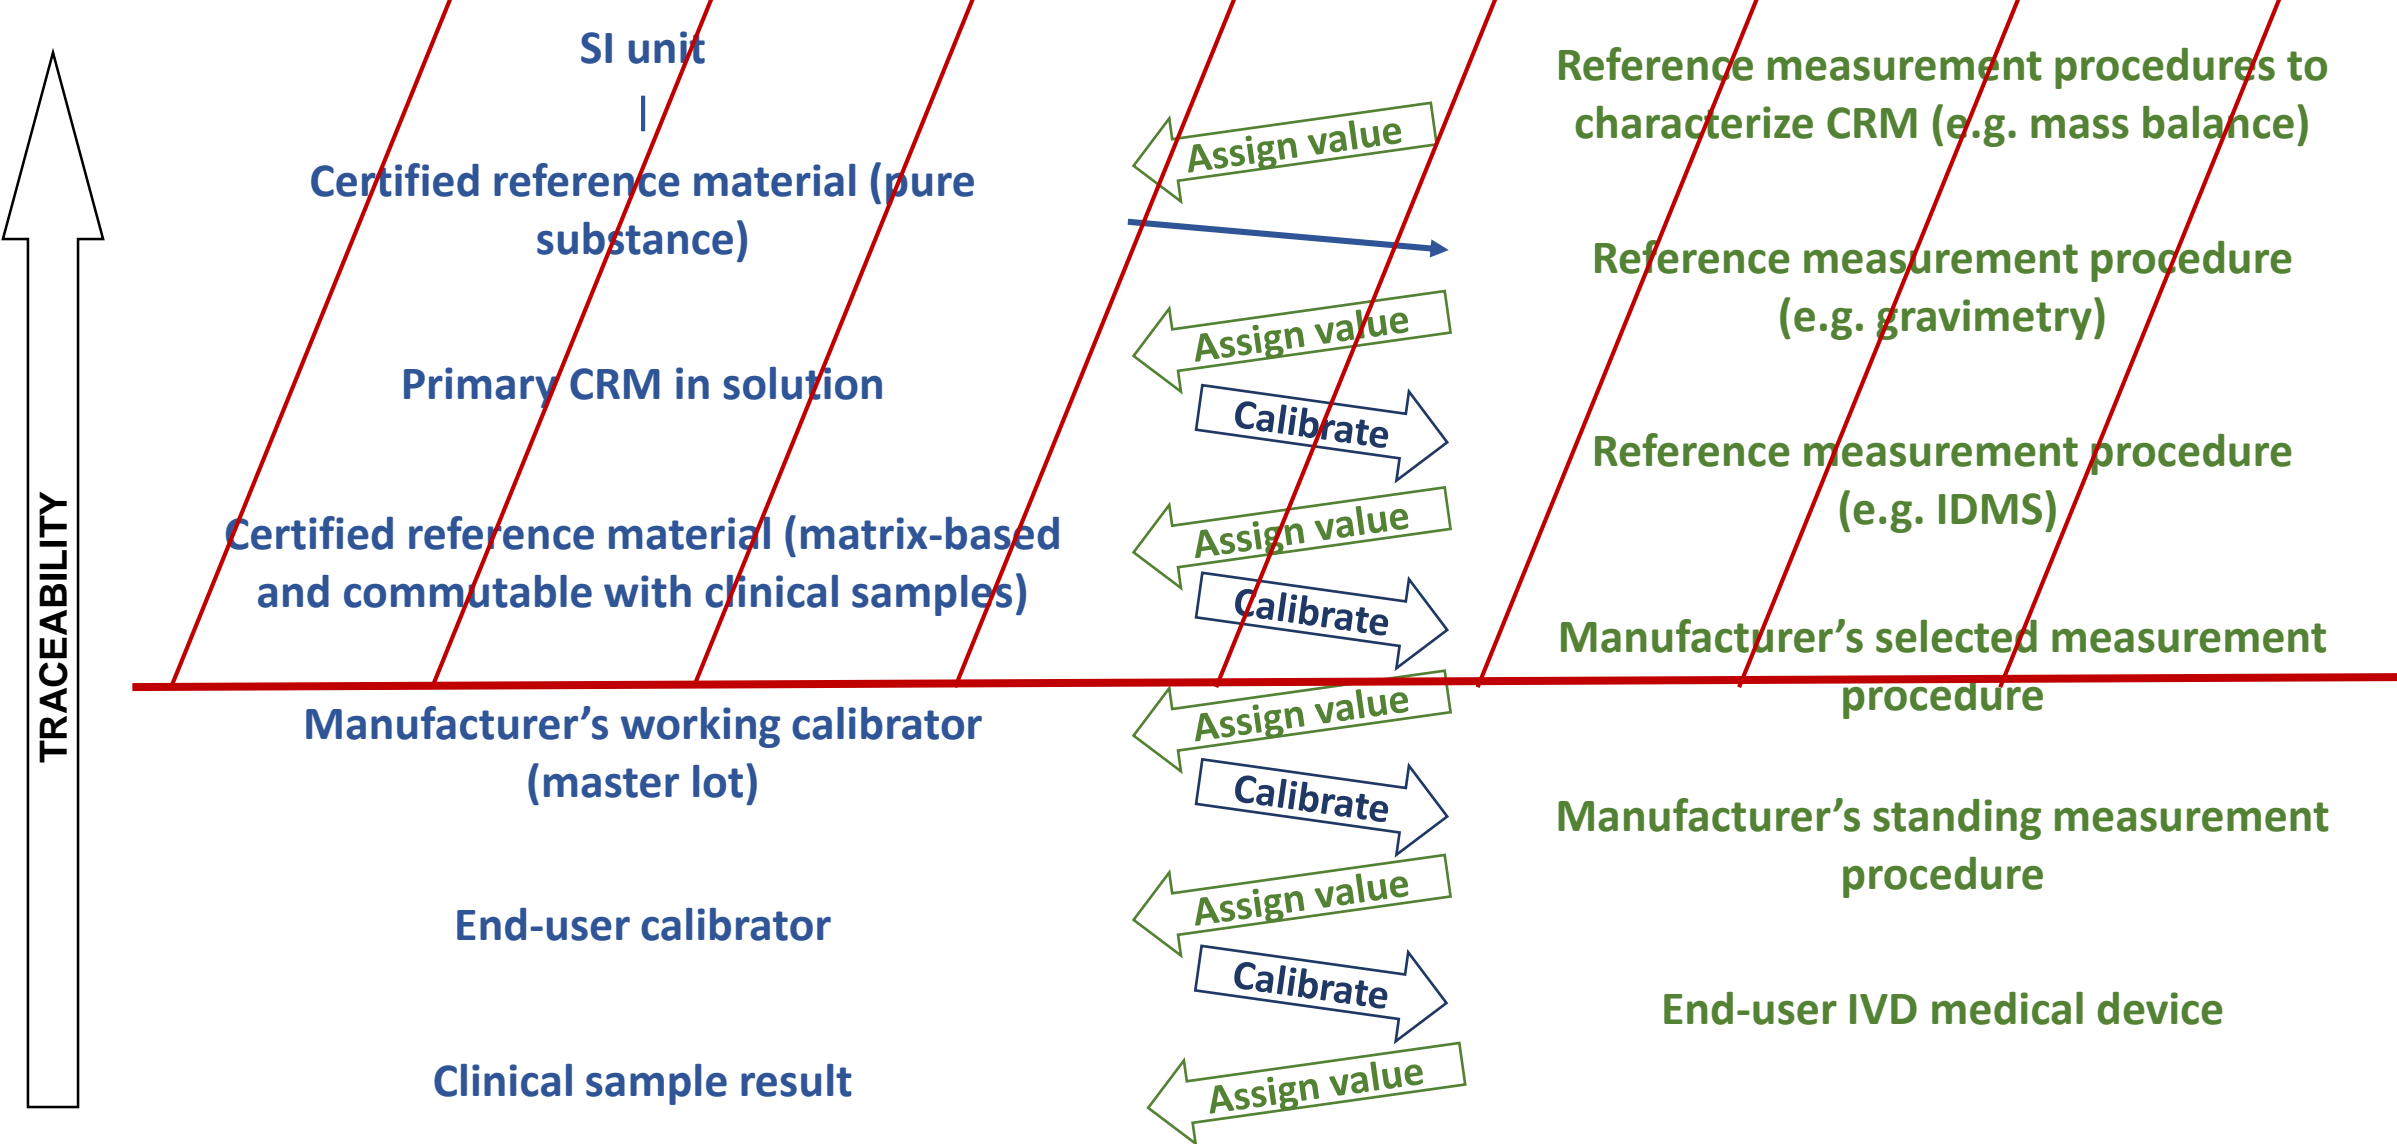 TRACEABILITY
SI unit
Certified reference material (pure
substance)
Primary CRM in solution
Certified reference material (matrix-based
and commutable with clinical samples)
Manufacturer’s working calibrator
(master lot)
End-user calibrator
Clinical sample result
Assign value
Assign value
Calibrate
Assign value
Calibrate
Assign value
Calibrate
Assign value
Calibrate
Assign value
Reference measurement procedures to
characterize CRM (e.g. mass balance)
Reference measurement procedure
(e.g. gravimetry)
Reference measurement procedure
(e.g. IDMS)
Manufacturer’s selected measurement
procedure
Manufacturer’s standing measurement
procedure
End-user IVD medical device